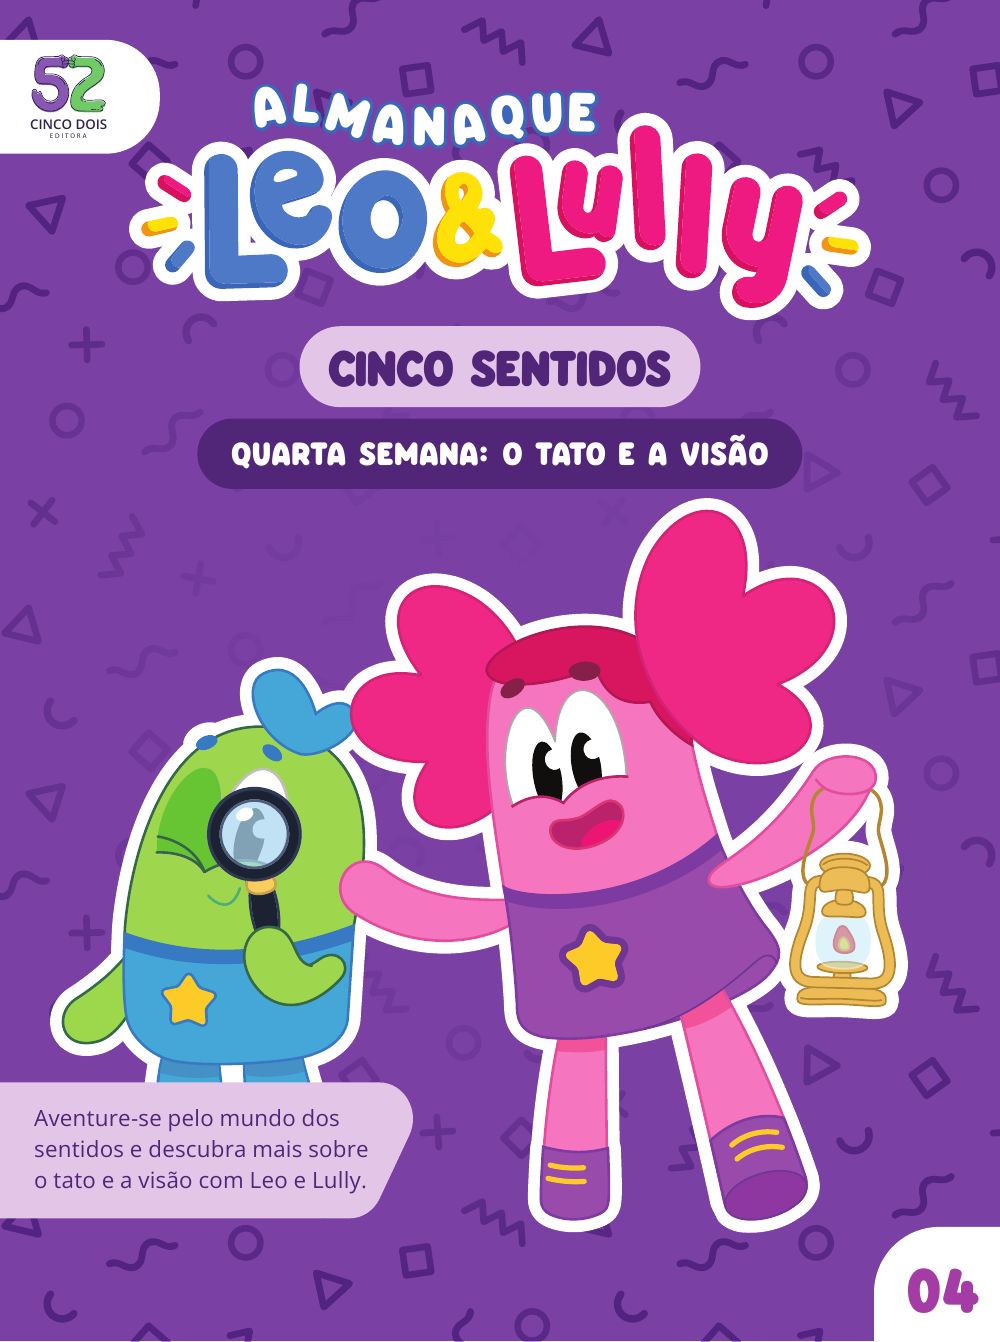 52
CINCO DOIS
EDITORA
ALMANAQUE
Leo & Lully
CINCO SENTIDOS
QUARTA SEMANA: O TATO E A VISÃO
Aventure-se pelo mundo dos
sentidos e descubra mais sobre
o tato e a visão com Leo e Lully.
04